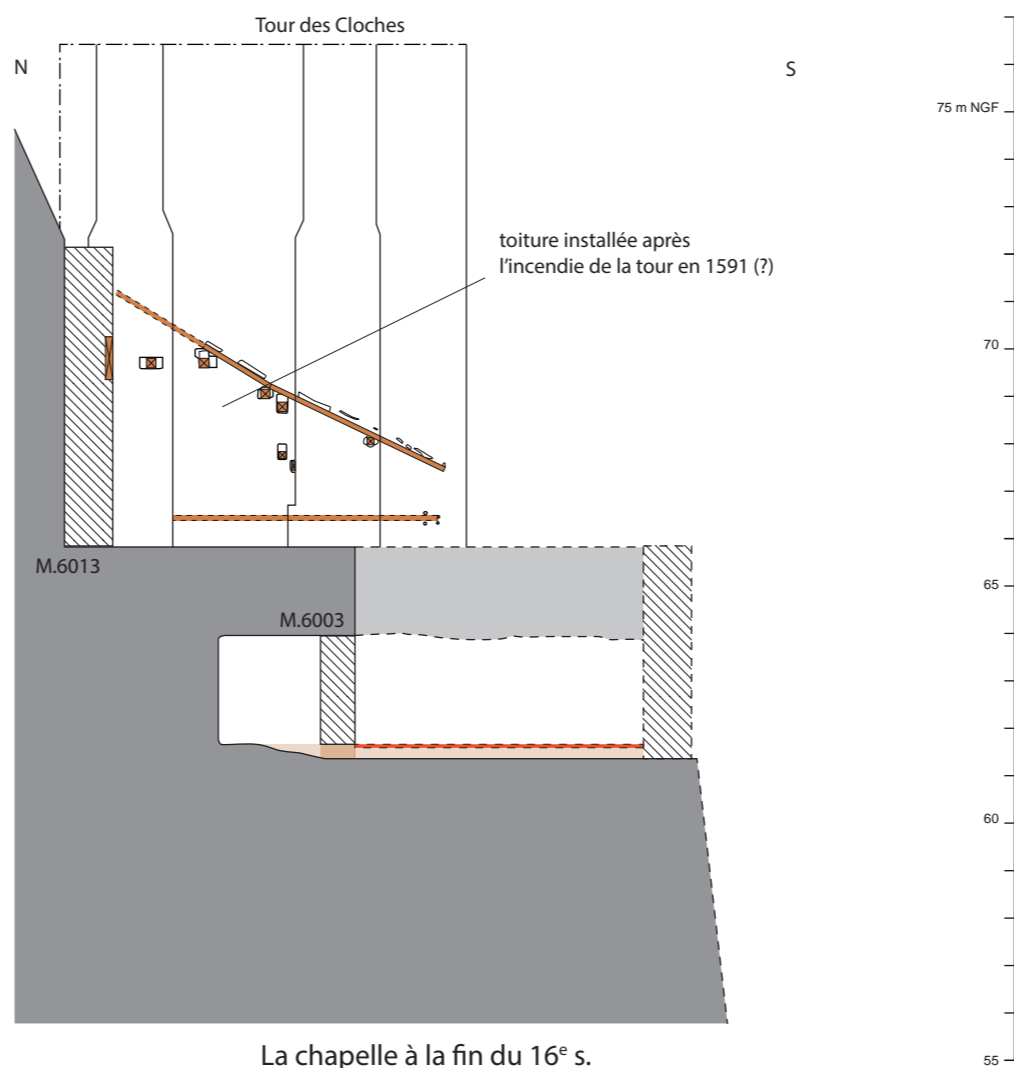 Tour des Cloches
N
S
75 m NGF
toiture installée après
l'incendie de la tour en 1591 (?)
70
M.6013
65
M.6003
60
La chapelle à la fin du 16e s.
55